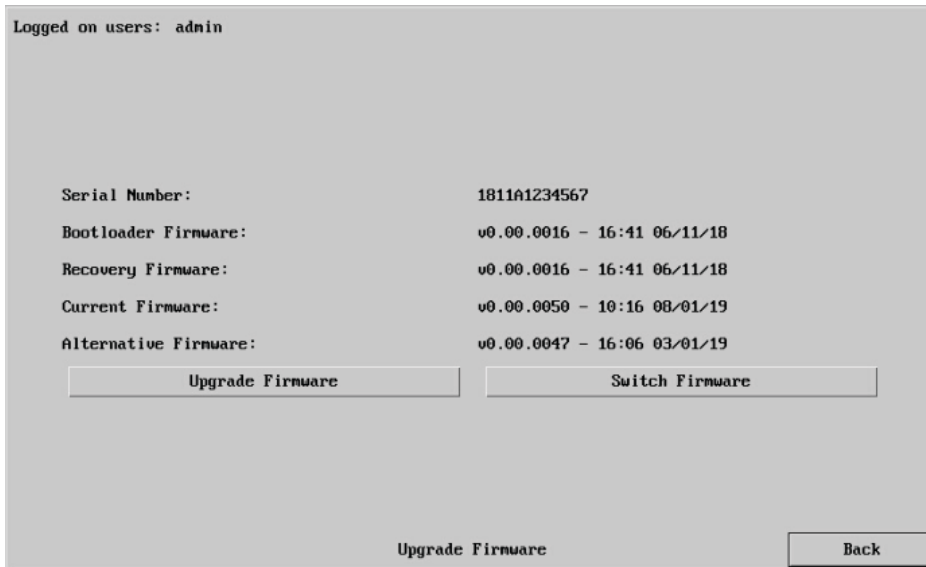 Logged on users: admin
Serial Number: 1811A1234567
Bootloader Firmware: v0.00.0016 - 16:41 06/11/18
Recovery Firmware: v0.00.0016 - 16:41 06/11/18
Current Firmware: v0.00.0050 - 10:16 08/01/19
Alternative Firmware: v0.00.0047 - 16:06 03/01/19
Upgrade Firmware Switch Firmware
Upgrade Firmware Back